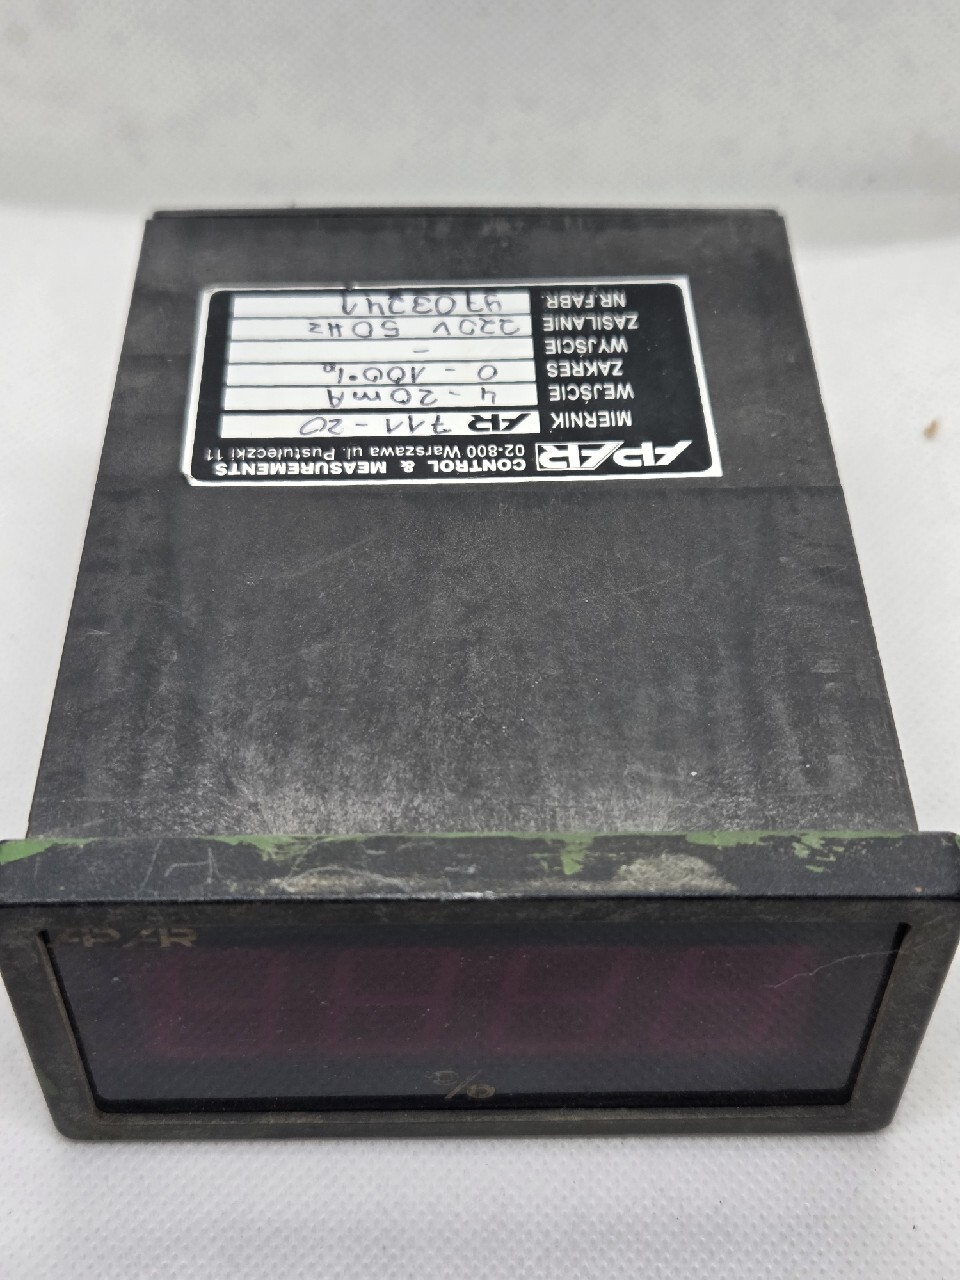 APAR CONTROL & MEASUREMENTS
02-800 Warszawa ul. Pustułeczki 11
MIERNIK AR 711-20
WEJŚCIE 4-20mA
ZAKRES 0-100%
WYJŚCIE -
ZASILANIE 220V 50Hz
NR.FABR. 9703241
APAR
%